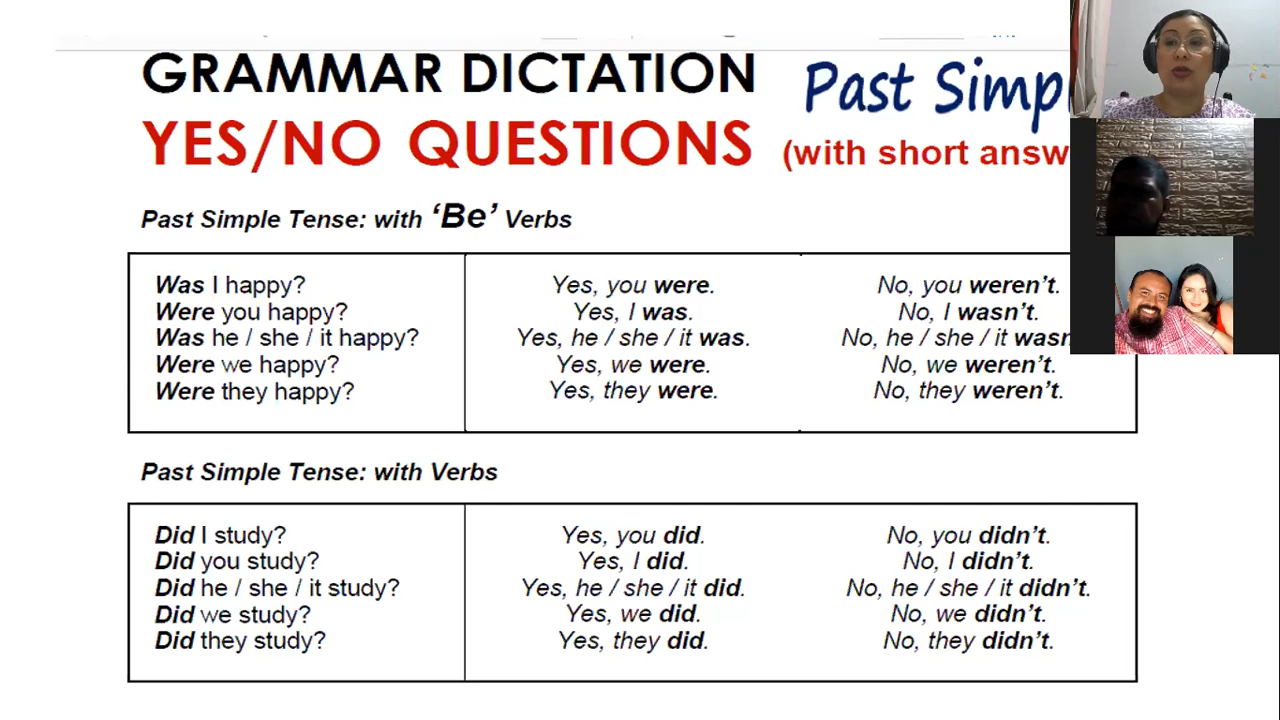 GRAMMAR DICTATION
YES/NO QUESTIONS
Past Simpl
(with short answ
Past Simple Tense: with ‘Be’ Verbs
Was I happy? Yes, you were. No, you weren’t.
Were you happy? Yes, I was. No, I wasn’t.
Was he / she / it happy? Yes, he / she / it was. No, he / she / it wasn
Were we happy? Yes, we were. No, we weren’t.
Were they happy? Yes, they were. No, they weren’t.
Past Simple Tense: with Verbs
Did I study? Yes, you did. No, you didn’t.
Did you study? Yes, I did. No, I didn’t.
Did he / she / it study? Yes, he / she / it did. No, he / she / it didn’t.
Did we study? Yes, we did. No, we didn’t.
Did they study? Yes, they did. No, they didn’t.